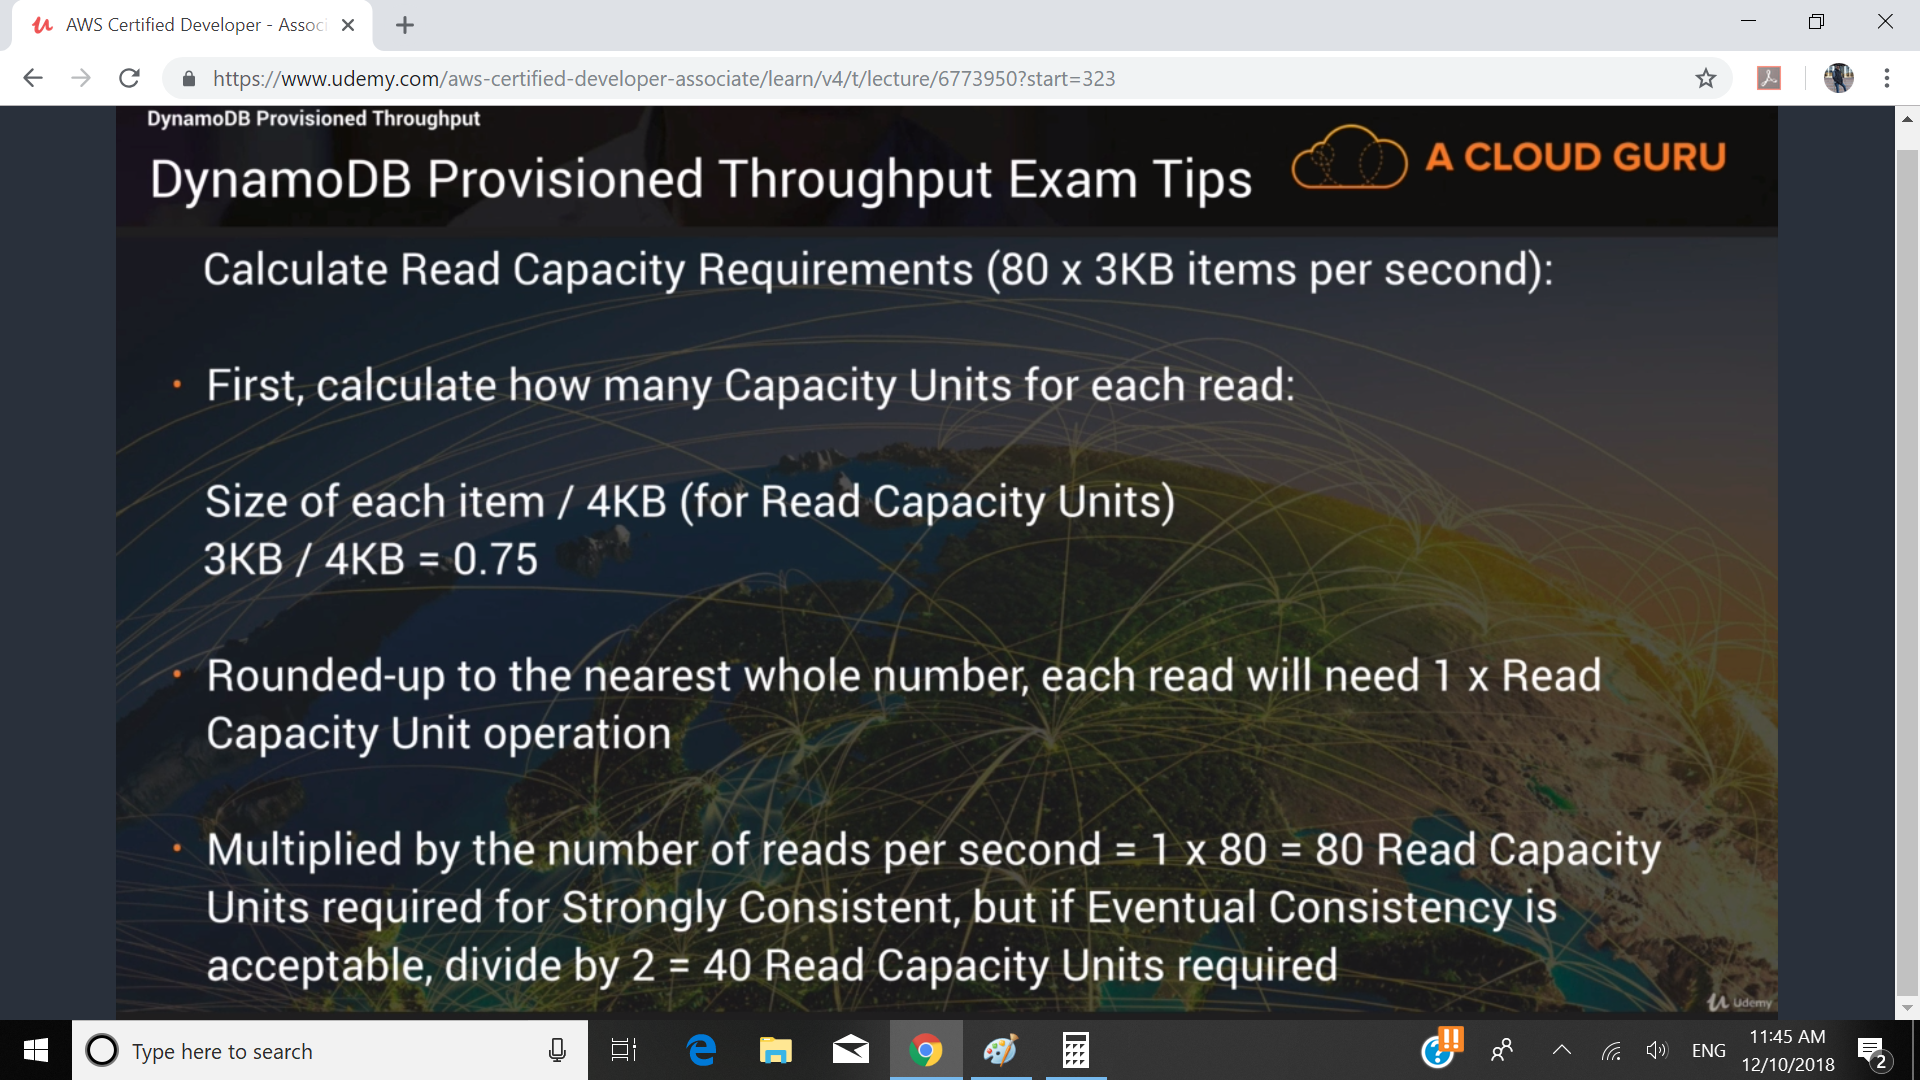 AWS Certified Developer - Associ
https://www.udemy.com/aws-certified-developer-associate/learn/v4/t/lecture/6773950?start=323
DynamoDB Provisioned Throughput
DynamoDB Provisioned Throughput Exam Tips
A CLOUD GURU
Calculate Read Capacity Requirements (80 x 3KB items per second):
• First, calculate how many Capacity Units for each read:
Size of each item / 4KB (for Read Capacity Units)
3KB / 4KB = 0.75
• Rounded-up to the nearest whole number, each read will need 1 x Read
Capacity Unit operation
• Multiplied by the number of reads per second = 1 x 80 = 80 Read Capacity
Units required for Strongly Consistent, but if Eventual Consistency is
acceptable, divide by 2 = 40 Read Capacity Units required
Udemy
Type here to search
ENG
11:45 AM
12/10/2018
2